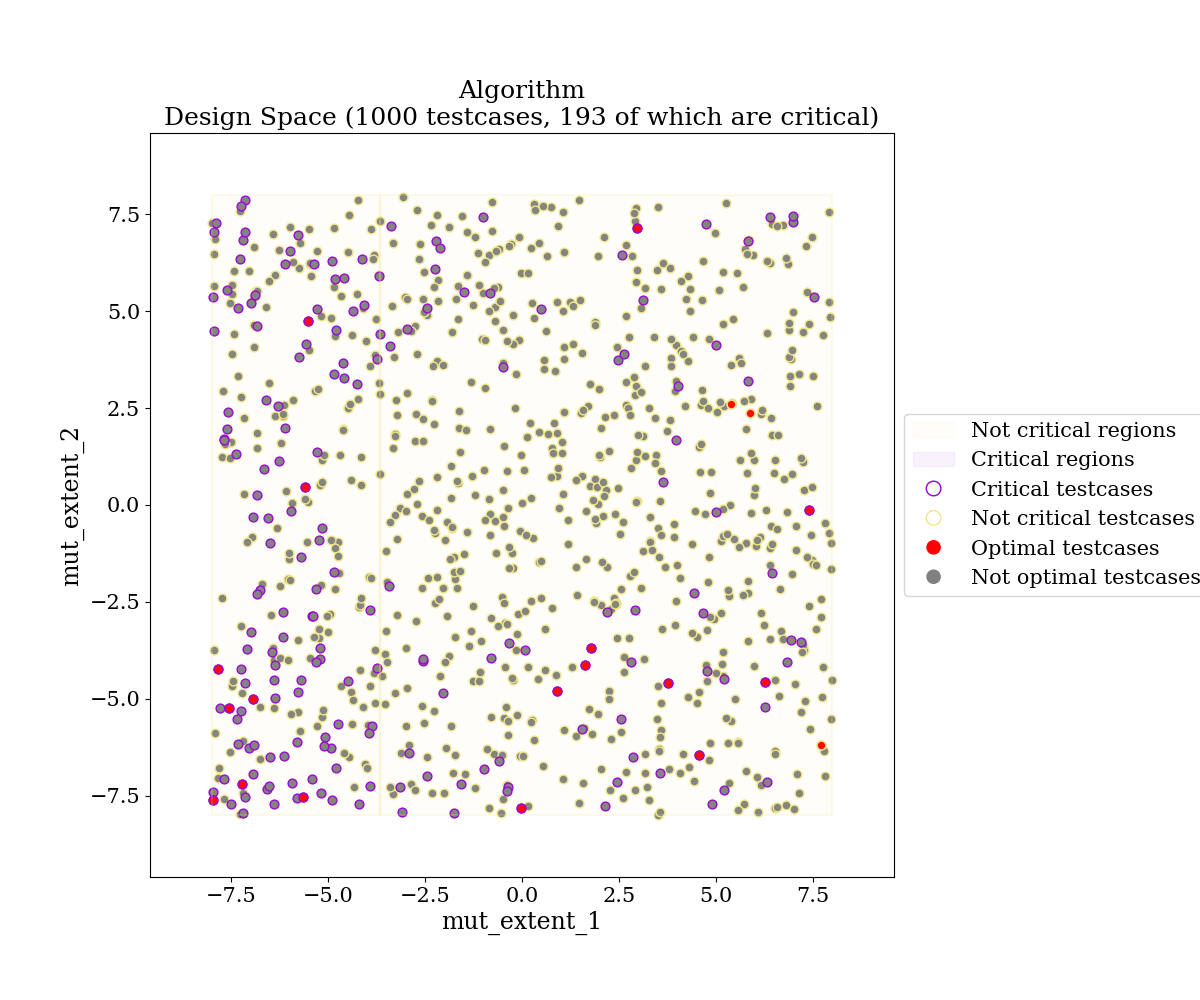 Algorithm
Design Space (1000 testcases, 193 of which are critical)
7.5
5.0
2.5
0.0
−2.5
−5.0
−7.5
mut_extent_2
−7.5
−5.0
−2.5
0.0
2.5
5.0
7.5
mut_extent_1
Not critical regions
Critical regions
Critical testcases
Not critical testcases
Optimal testcases
Not optimal testcases